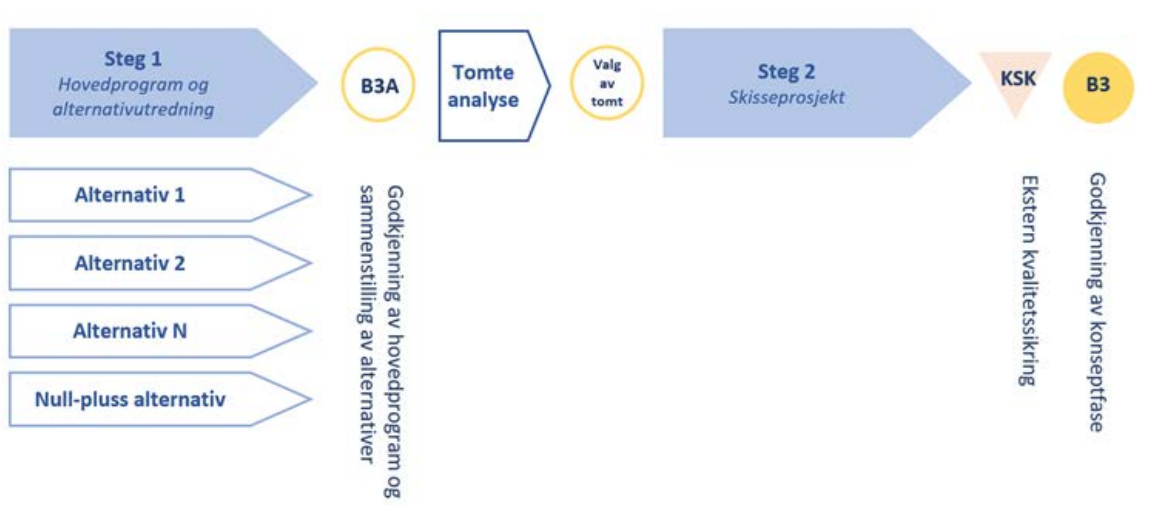 Steg 1
Hovedprogram og
alternativutredning
B3A
Tomte
analyse
Valg
av
tomt
Steg 2
Skisseprosjekt
KSK
B3
Alternativ 1
Alternativ 2
Alternativ N
Null-pluss alternativ
Godkjenning av hovedprogram og
sammenstilling av alternativer
Ekstern kvalitetssikring
Godkjenning av konseptfase